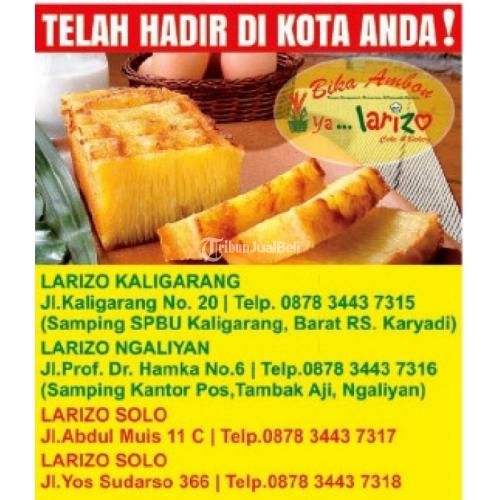 TELAH HADIR DI KOTA ANDA!
Bika Ambon
ya... larizo
Cake & Bakery
TribunJualBeli
LARIZO KALIGARANG
Jl.Kaligarang No. 20 | Telp. 0878 3443 7315
(Samping SPBU Kaligarang, Barat RS. Karyadi)
LARIZO NGALIYAN
Jl.Prof. Dr. Hamka No.6 | Telp.0878 3443 7316
(Samping Kantor Pos,Tambak Aji, Ngaliyan)
LARIZO SOLO
Jl.Abdul Muis 11 C | Telp.0878 3443 7317
LARIZO SOLO
Jl.Yos Sudarso 366 | Telp.0878 3443 7318